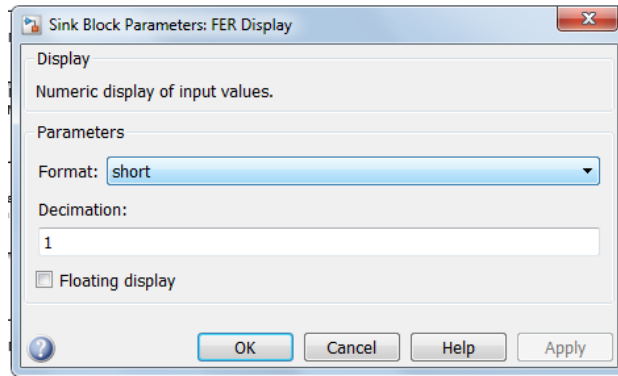 Sink Block Parameters: FER Display
Display
Numeric display of input values.
Parameters
Format: short
Decimation:
1
Floating display
OK Cancel Help Apply